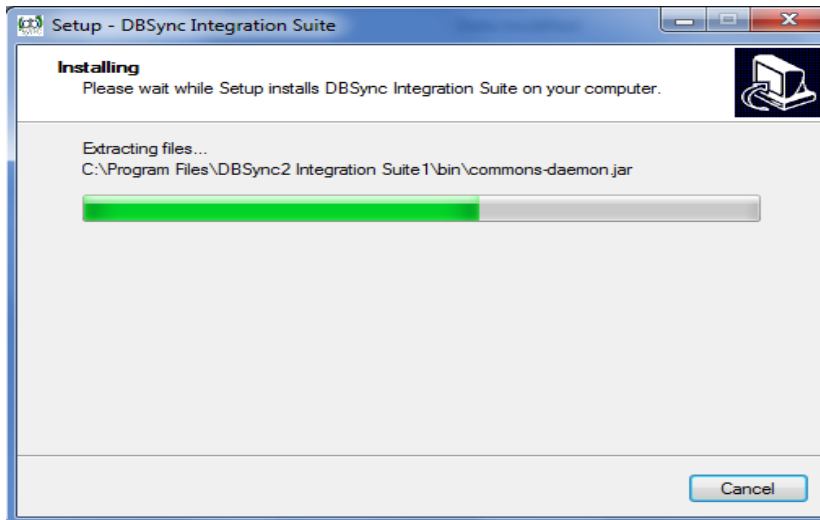 Setup - DBSync Integration Suite
Installing
Please wait while Setup installs DBSync Integration Suite on your computer.
Extracting files...
C:\Program Files\DBSync2 Integration Suite1\bin\commons-daemon.jar
Cancel